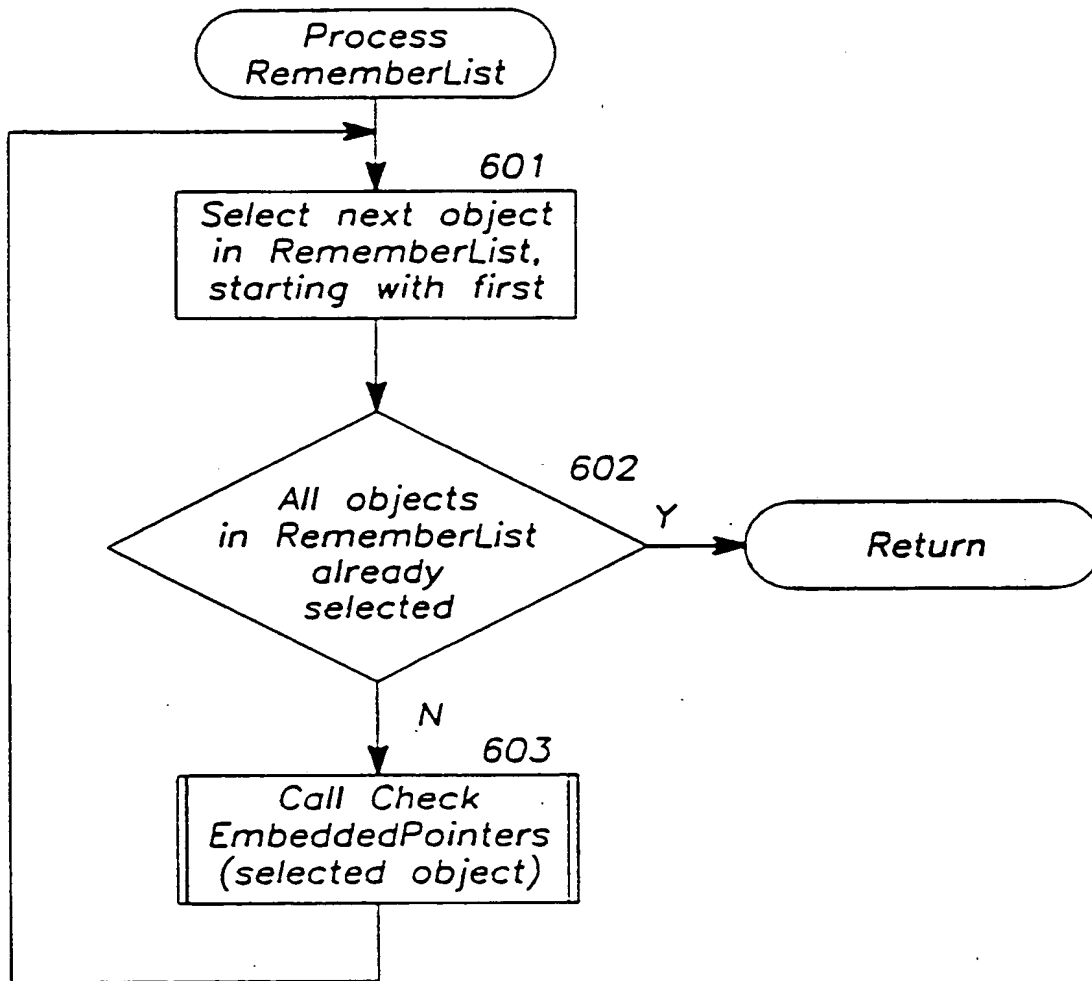 Process
RememberList
601
Select next object
in RememberList,
starting with first
602
All objects
in RememberList
already
selected
Y
Return
N
603
Call Check
EmbeddedPointers
(selected object)